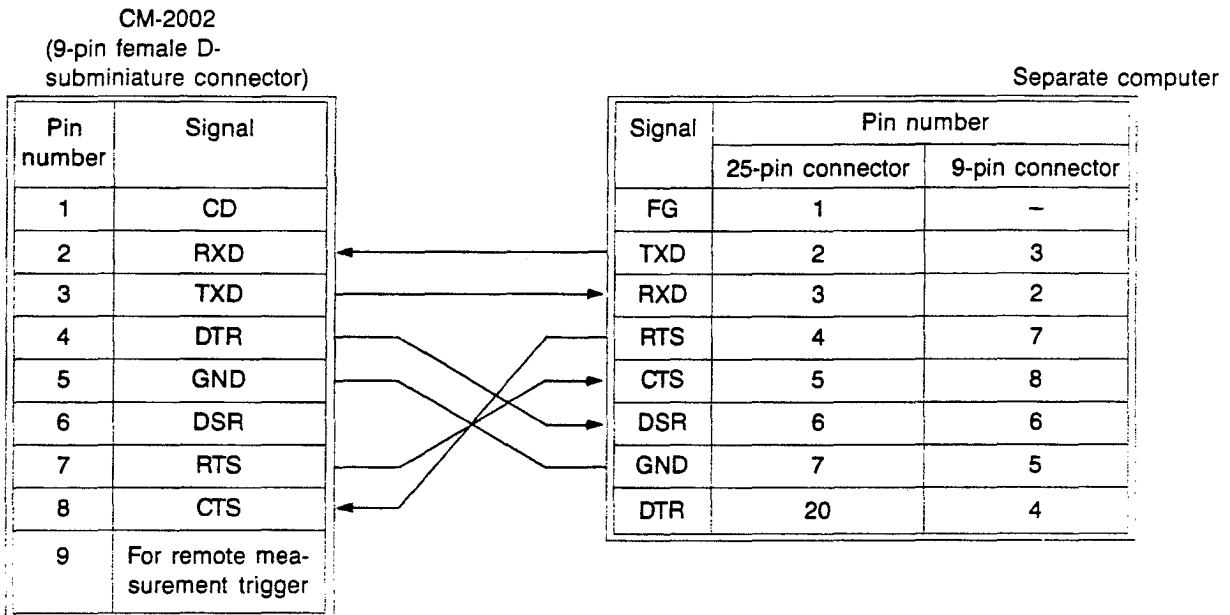 CM-2002
(9-pin female D-
subminiature connector)
Pin number Signal
1 CD
2 RXD
3 TXD
4 DTR
5 GND
6 DSR
7 RTS
8 CTS
9 For remote mea-
surement trigger
Separate computer
Signal Pin number
25-pin connector 9-pin connector
FG 1 –
TXD 2 3
RXD 3 2
RTS 4 7
CTS 5 8
DSR 6 6
GND 7 5
DTR 20 4